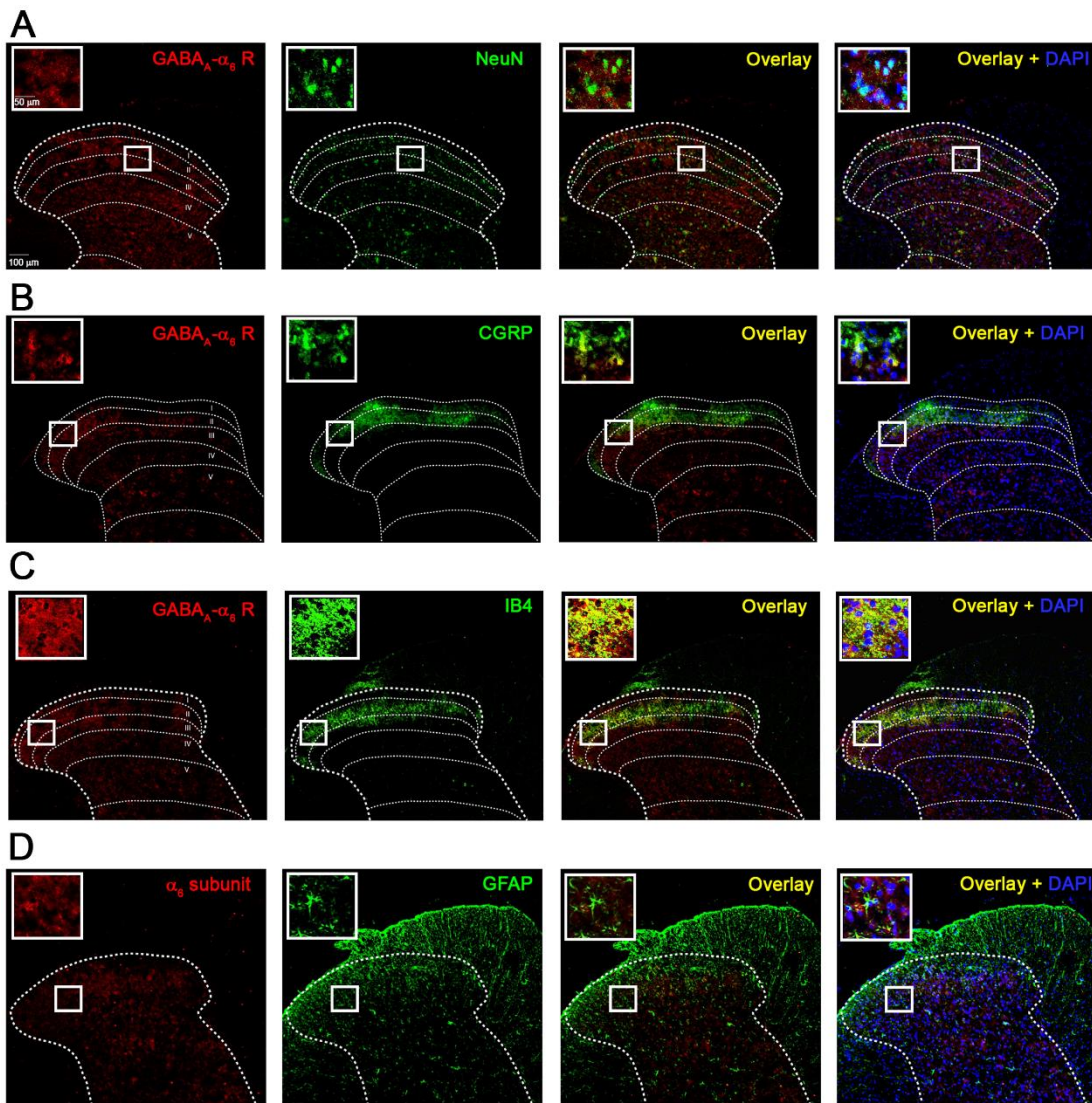 A
GABAA-α6 R
NeuN
Overlay
Overlay + DAPI
50 µm
II
III
IV
V
100 µm
B
GABAA-α6 R
CGRP
Overlay
Overlay + DAPI
I
II
III
IV
V
C
GABAA-α6 R
IB4
Overlay
Overlay + DAPI
II
III
IV
V
D
α6 subunit
GFAP
Overlay
Overlay + DAPI